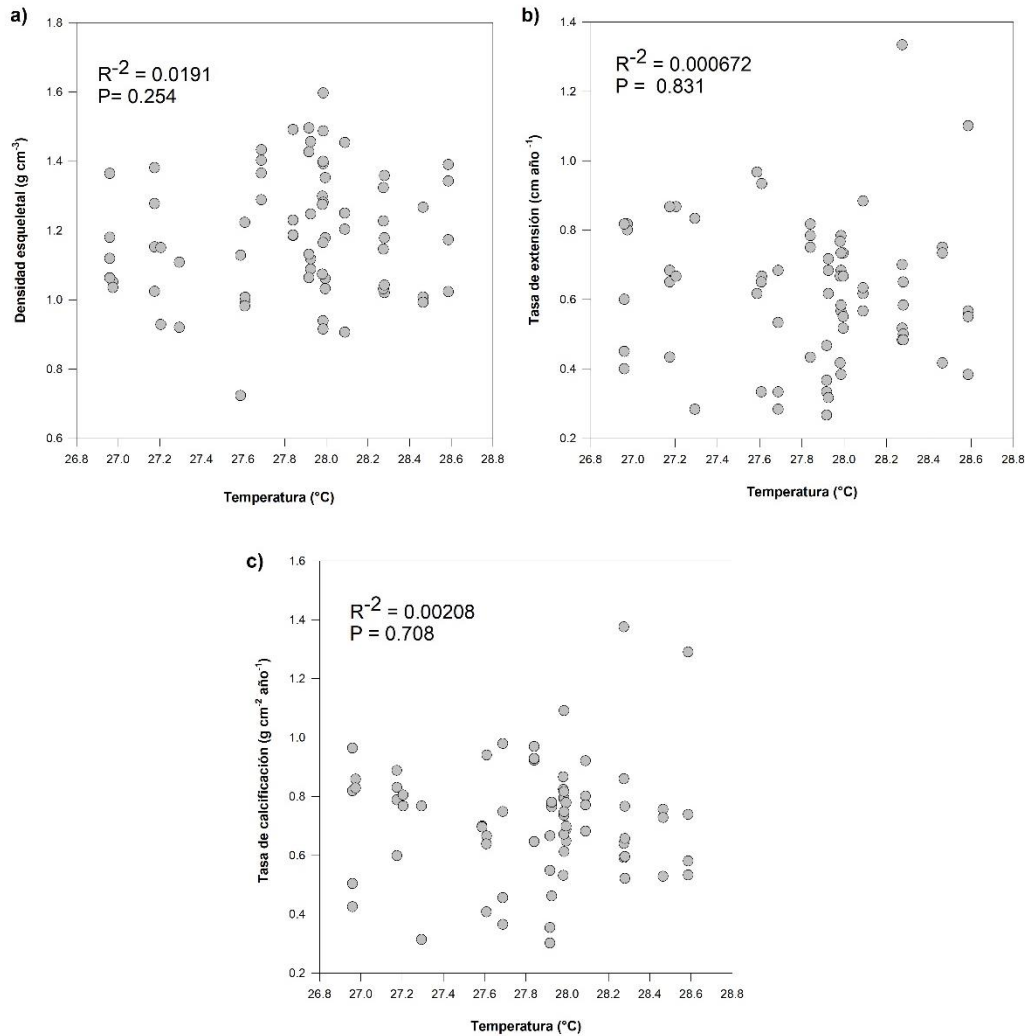 a)
R-2 = 0.0191
P= 0.254
Densidad esqueletal (g cm-3)
1.8
1.6
1.4
1.2
1.0
0.8
0.6
26.8 27.0 27.2 27.4 27.6 27.8 28.0 28.2 28.4 28.6 28.8
Temperatura (°C)
b)
R-2 = 0.000672
P = 0.831
Tasa de extensión (cm año -1)
1.4
1.2
1.0
0.8
0.6
0.4
0.2
26.8 27.0 27.2 27.4 27.6 27.8 28.0 28.2 28.4 28.6 28.8
Temperatura (°C)
c)
R-2 = 0.00208
P = 0.708
Tasa de calcificación (g cm-2 año-1)
1.6
1.4
1.2
1.0
0.8
0.6
0.4
0.2
26.8 27.0 27.2 27.4 27.6 27.8 28.0 28.2 28.4 28.6 28.8
Temperatura (°C)